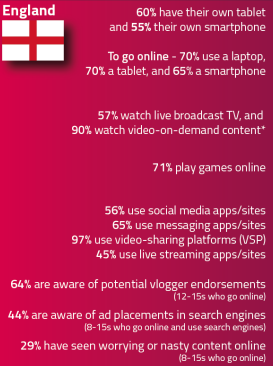 England
60% have their own tablet
and 55% their own smartphone
To go online - 70% use a laptop,
70% a tablet, and 65% a smartphone
57% watch live broadcast TV, and
90% watch video-on-demand content+
71% play games online
56% use social media apps/sites
65% use messaging apps/sites
97% use video-sharing platforms (VSP)
45% use live streaming apps/sites
64% are aware of potential vlogger endorsements
(12-15s who go online)
44% are aware of ad placements in search engines
(8-15s who go online and use search engines)
29% have seen worrying or nasty content online
(8-15s who go online)